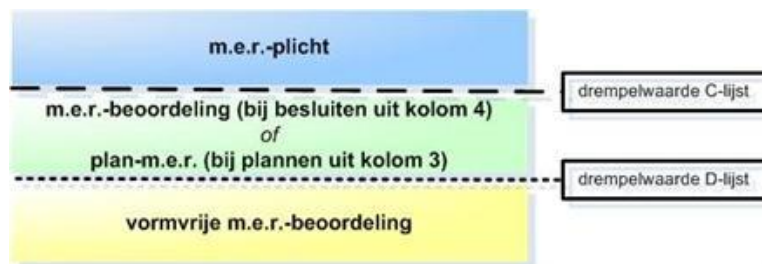 m.e.r.-plicht
drempelwaarde C-lijst
m.e.r.-beoordeling (bij besluiten uit kolom 4)
of
plan-m.e.r. (bij plannen uit kolom 3)
drempelwaarde D-lijst
vormvrije m.e.r.-beoordeling